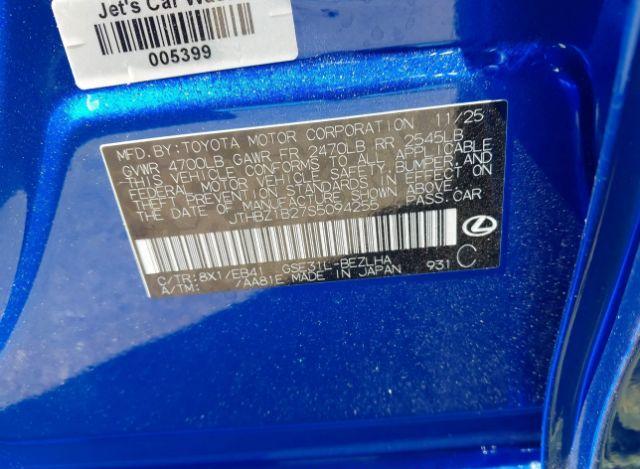 Jet's Car Wash
005399
MFD.BY:TOYOTA MOTOR CORPORATION 11/25
GVWR 4700LB GAWR FR 2470LB RR 2545LB
THIS VEHICLE CONFORMS TO ALL APPLICABLE
FEDERAL MOTOR VEHICLE SAFETY, BUMPER, AND
THEFT PREVENTION STANDARDS IN EFFECT ON
THE DATE OF MANUFACTURE SHOWN ABOVE.
JTHBZ1B27S5094255 PASS.CAR
C/TR:8X1/EB41 GSE31L-BEZLHA 931 C
A/TM: /AA81E MADE IN JAPAN